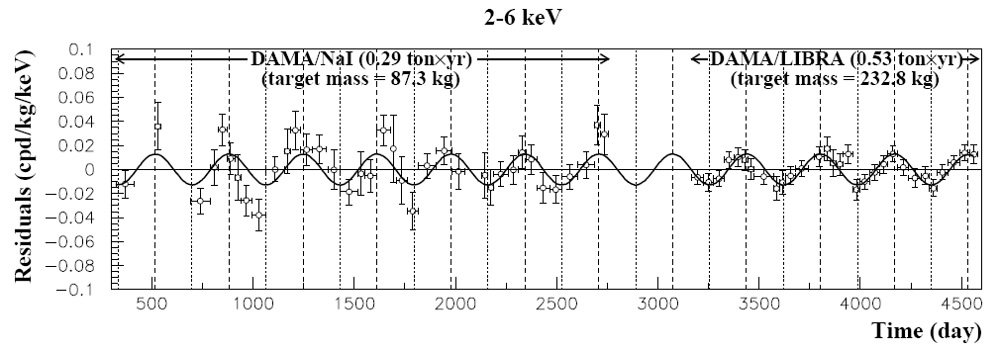 2-6 keV
Residuals (cpd/kg/keV)
0.1
0.08
0.06
0.04
0.02
0
-0.02
-0.04
-0.06
-0.08
-0.1
DAMA/NaI (0.29 ton×yr)
(target mass = 87.3 kg)
DAMA/LIBRA (0.53 ton×yr)
(target mass = 232.8 kg)
500 1000 1500 2000 2500 3000 3500 4000 4500
Time (day)